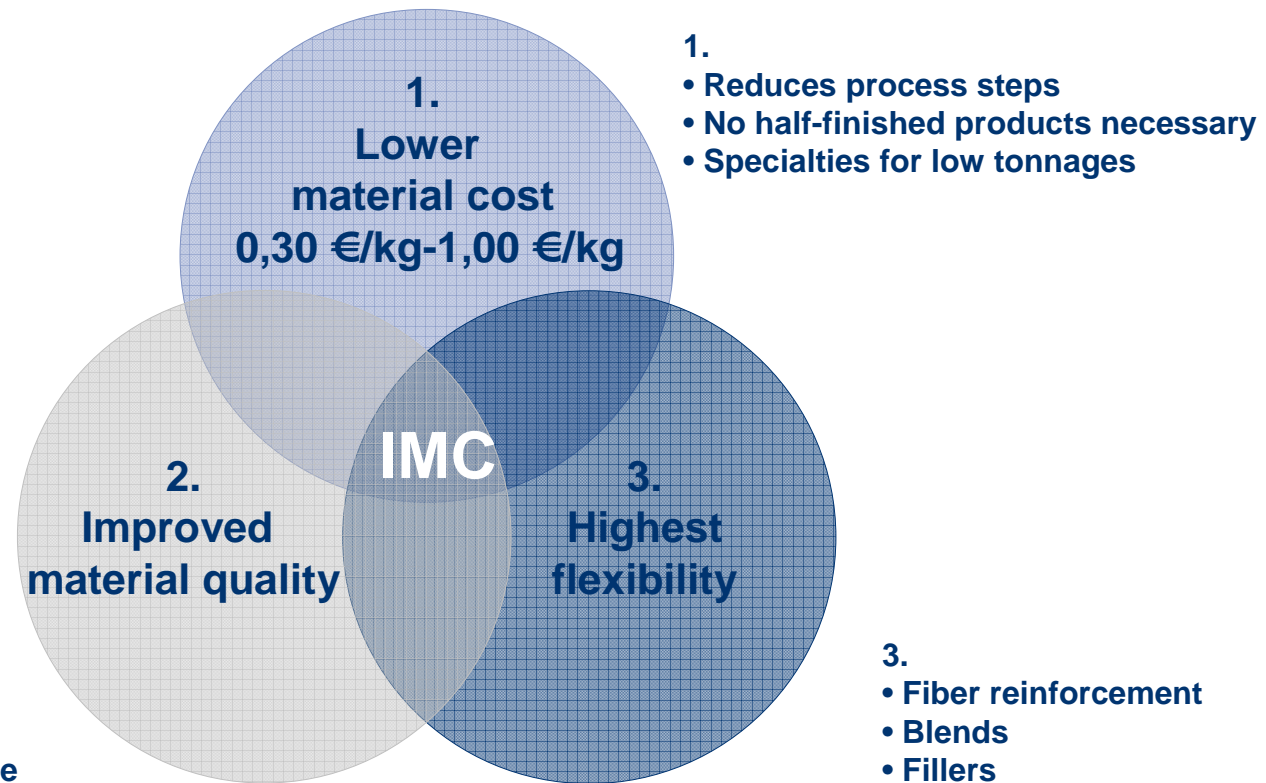 1.
Lower
material cost
0,30 €/kg-1,00 €/kg
1.
• Reduces process steps
• No half-finished products necessary
• Specialties for low tonnages
IMC
2.
Improved
material quality
3.
Highest
flexibility
3.
• Fiber reinforcement
• Blends
• Fillers
e